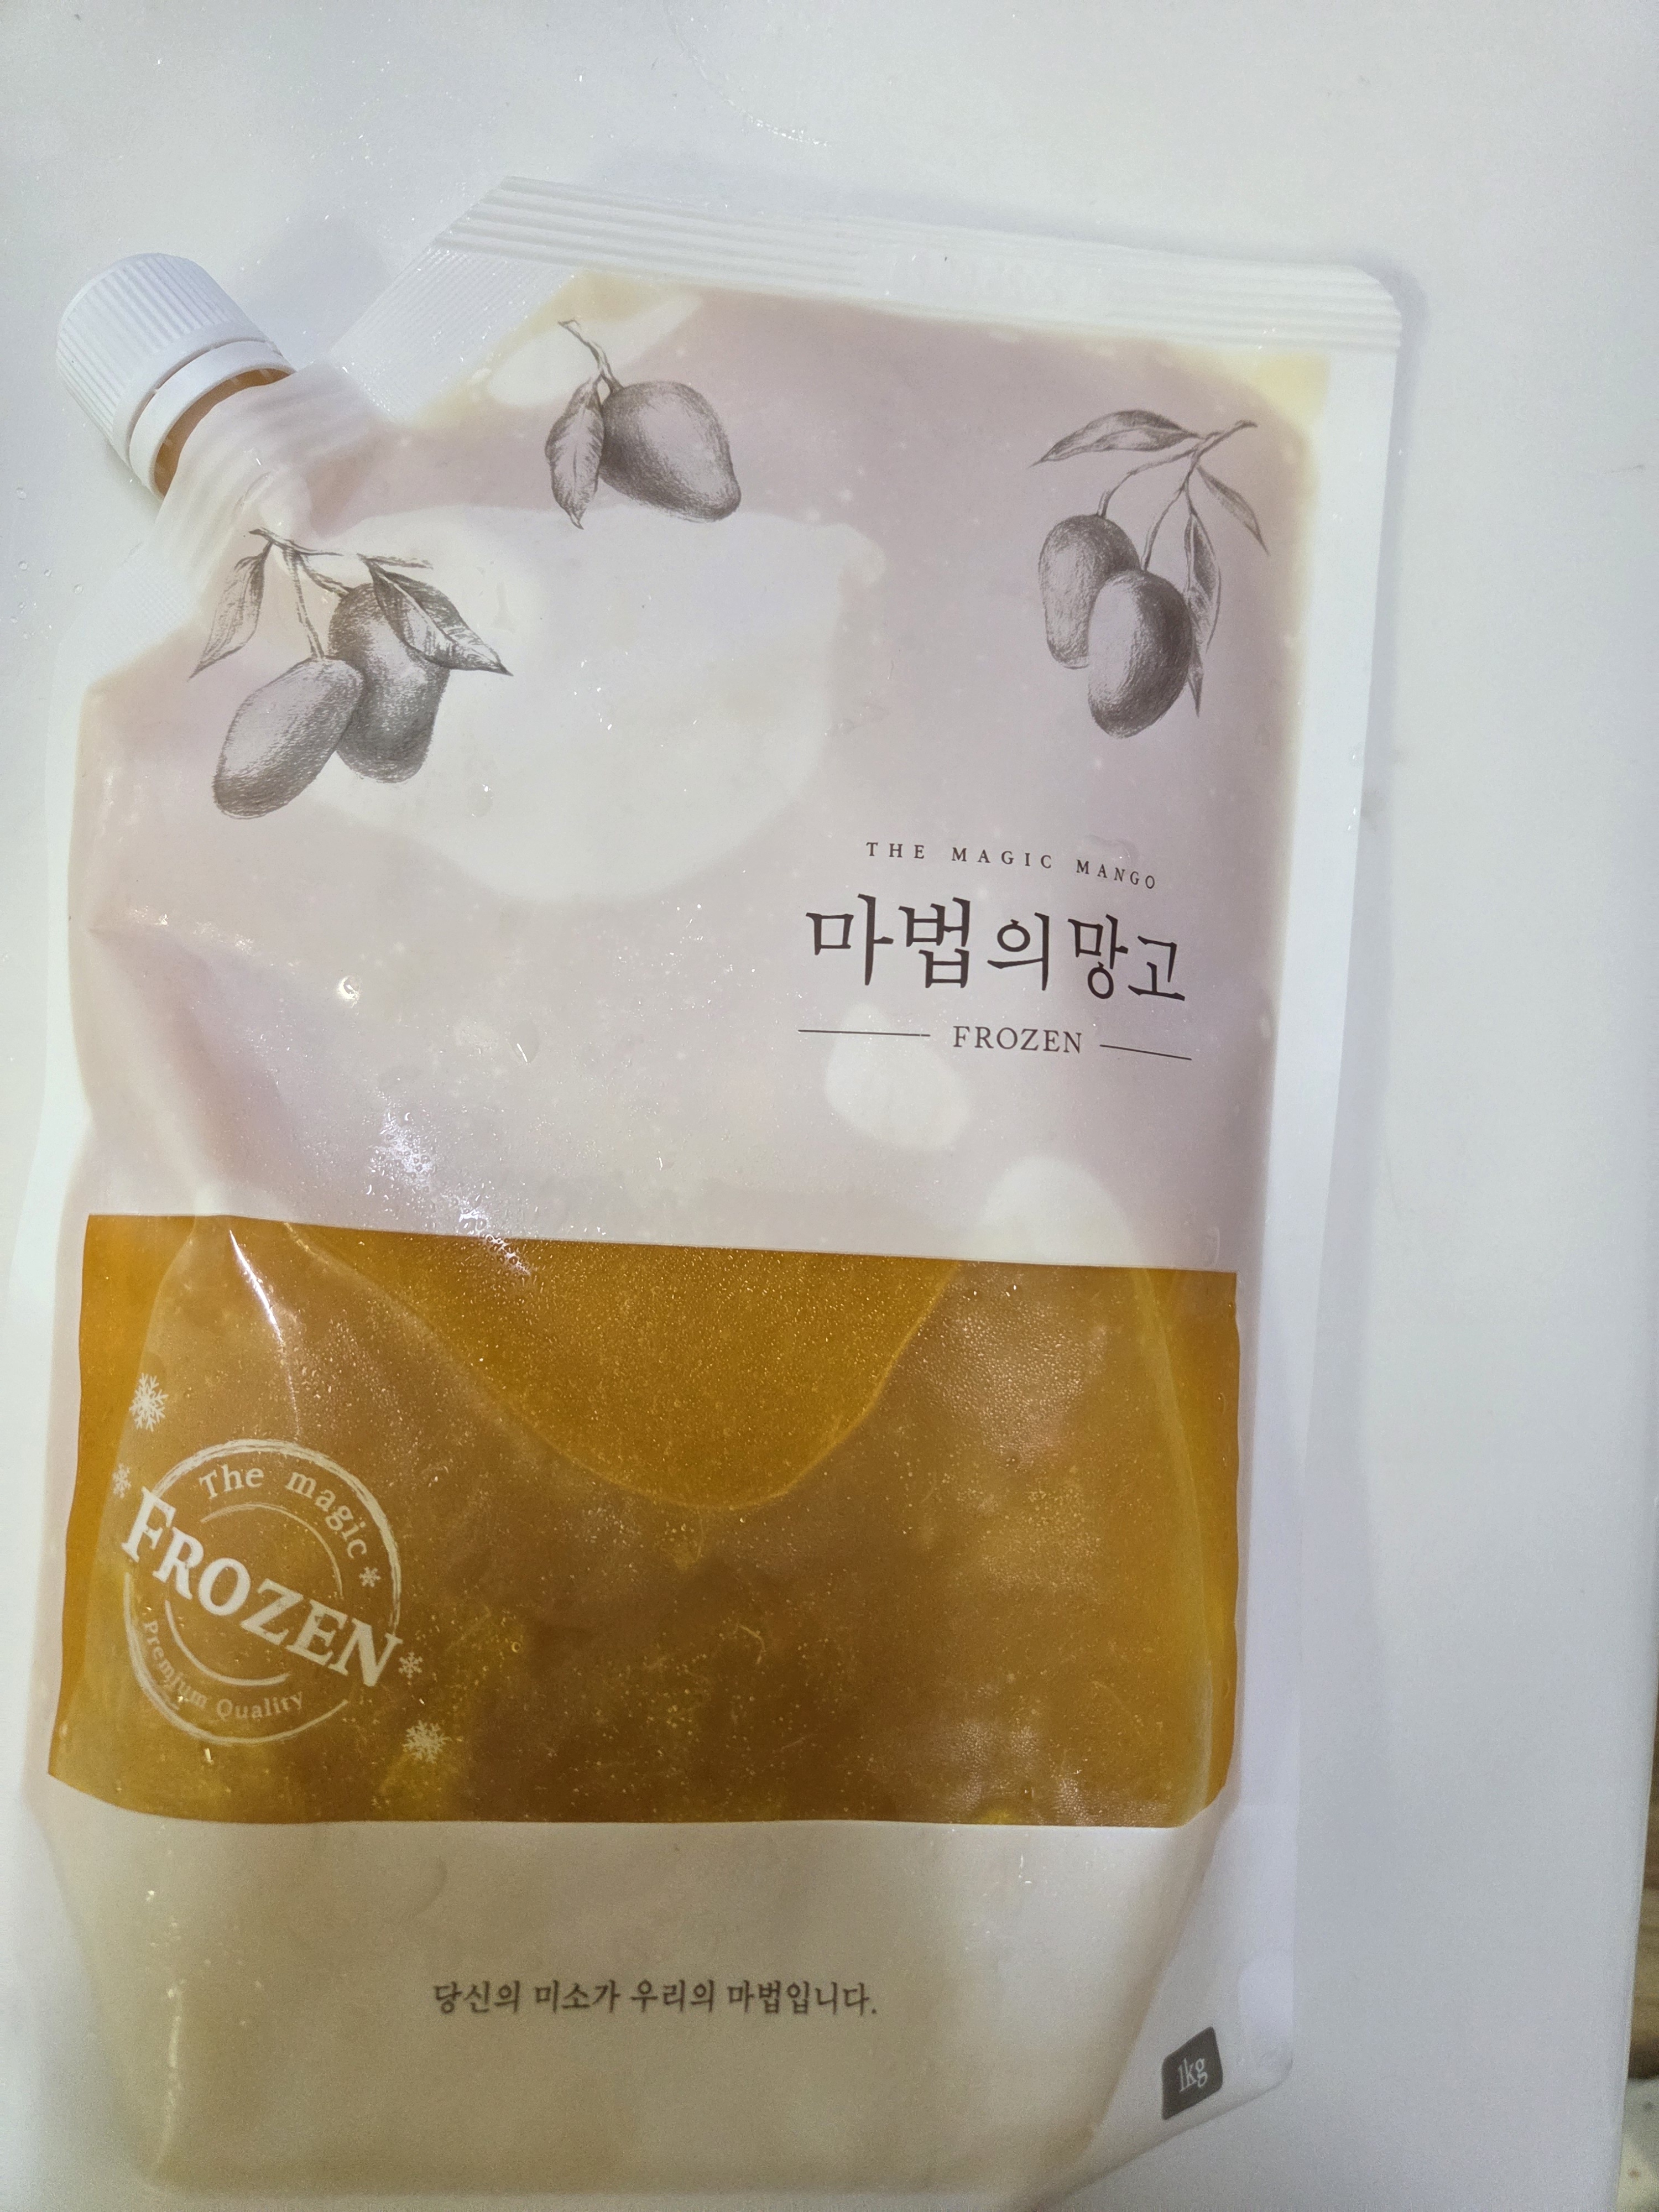 THE MAGIC MANGO
마법의망고
FROZEN
The magic
FROZEN
Premium Quality
당신의 미소가 우리의 마법입니다.
1kg